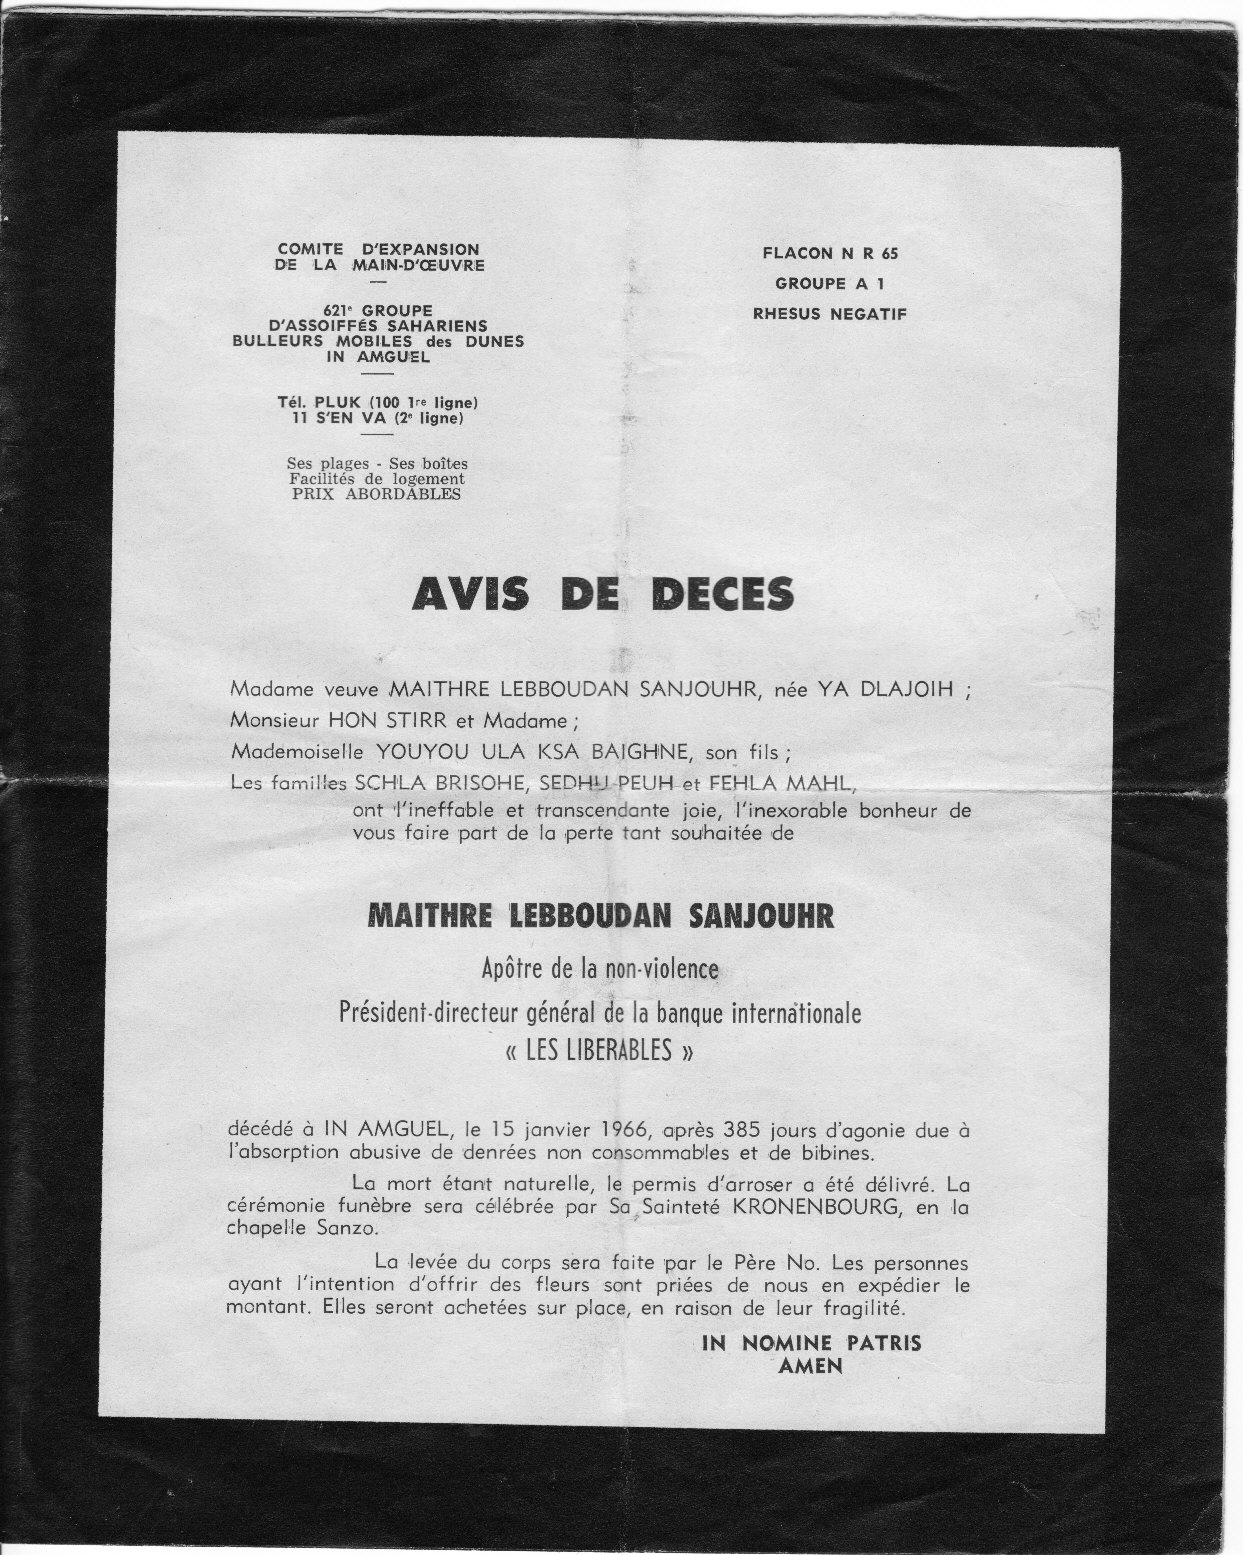 COMITE D'EXPANSION
DE LA MAIN-D'ŒUVRE
621e GROUPE
D'ASSOIFFÉS SAHARIENS
BULLEURS MOBILES des DUNES
IN AMGUEL
Tél. PLUK (100 1re ligne)
11 S'EN VA (2e ligne)
Ses plages - Ses boîtes
Facilités de logement
PRIX ABORDABLES
FLACON N R 65
GROUPE A 1
RHESUS NEGATIF
AVIS DE DECES
Madame veuve MAITHRE LEBBOUDAN SANJOUHR, née YA DLAJOIH ;
Monsieur HON STIRR et Madame ;
Mademoiselle YOUYOU ULA KSA BAIGHNE, son fils ;
Les familles SCHLA BRISOHE, SEDHU PEUH et FEHLA MAHL,
ont l'ineffable et transcendante joie, l'inexorable bonheur de
vous faire part de la perte tant souhaitée de
MAITHRE LEBBOUDAN SANJOUHR
Apôtre de la non-violence
Président-directeur général de la banque internationale
« LES LIBERABLES »
décédé à IN AMGUEL, le 15 janvier 1966, après 385 jours d'agonie due à
l'absorption abusive de denrées non consommables et de bibines.
La mort étant naturelle, le permis d'arroser a été délivré. La
cérémonie funèbre sera célébrée par Sa Sainteté KRONENBOURG, en la
chapelle Sanzo.
La levée du corps sera faite par le Père No. Les personnes
ayant l'intention d'offrir des fleurs sont priées de nous en expédier le
montant. Elles seront achetées sur place, en raison de leur fragilité.
IN NOMINE PATRIS
AMEN